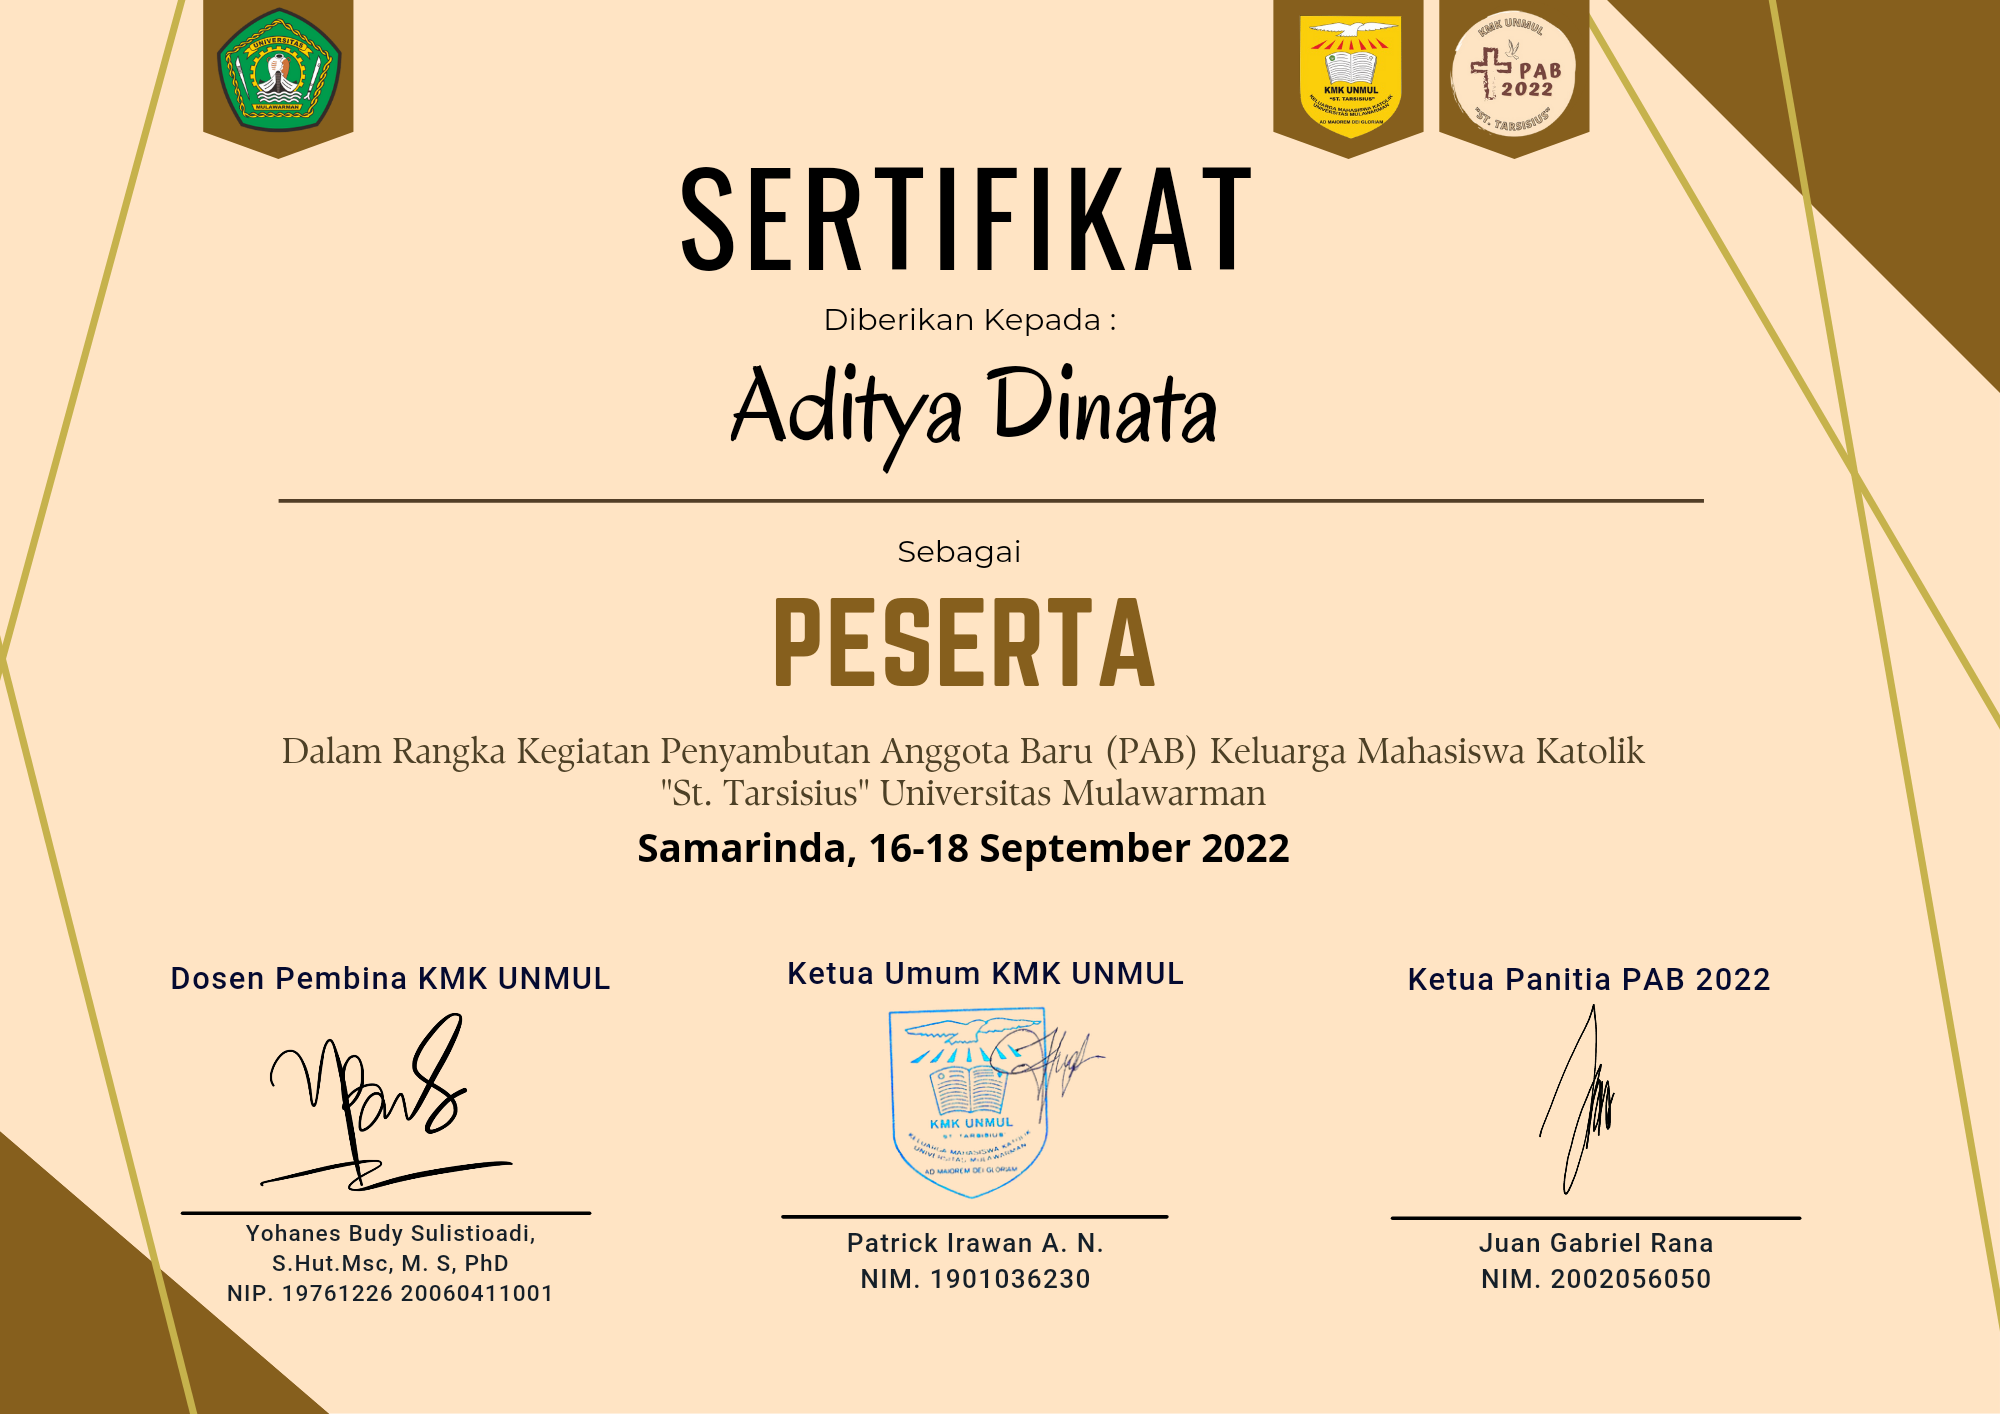 UNIVERSITAS
MULAWARMAN
KMK UNMUL
"ST. TARSISIUS"
KELUARGA MAHASISWA KATOLIK
UNIVERSITAS MULAWARMAN
AD MAIOREM DEI GLORIAM
KMK UNMUL
PAB
2022
"ST. TARSISIUS"
SERTIFIKAT
Diberikan Kepada :
Aditya Dinata
Sebagai
PESERTA
Dalam Rangka Kegiatan Penyambutan Anggota Baru (PAB) Keluarga Mahasiswa Katolik
"St. Tarsisius" Universitas Mulawarman
Samarinda, 16-18 September 2022
Dosen Pembina KMK UNMUL
Yohanes Budy Sulistioadi,
S.Hut.Msc, M. S, PhD
NIP. 19761226 20060411001
Ketua Umum KMK UNMUL
KMK UNMUL
ST TARSISIUS
KELUARGA MAHASISWA KATOLIK
UNIVERSITAS MULAWARMAN
AD MAIOREM DEI GLORIAM
Patrick Irawan A. N.
NIM. 1901036230
Ketua Panitia PAB 2022
Juan Gabriel Rana
NIM. 2002056050